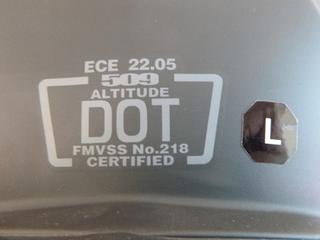 ECE 22.05
509
ALTITUDE
DOT
FMVSS No.218
CERTIFIED
L